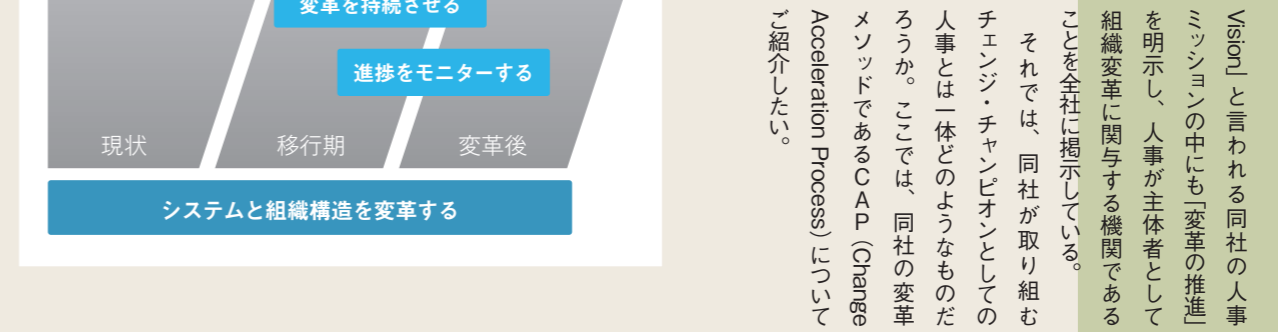 変革を持続させる
進捗をモニターする
現状
移行期
変革後
システムと組織構造を変革する
Vision」と言われる同社の人事
ミッションの中にも「変革の推進」
を明示し、人事が主体者として
組織変革に関与する機関である
ことを全社に掲示している。
それでは、同社が取り組む
チェンジ・チャンピオンとしての
人事とは一体どのようなものだ
ろうか。ここでは、同社の変革
メソッドであるCAP（Change
Acceleration Process）について
ご紹介したい。